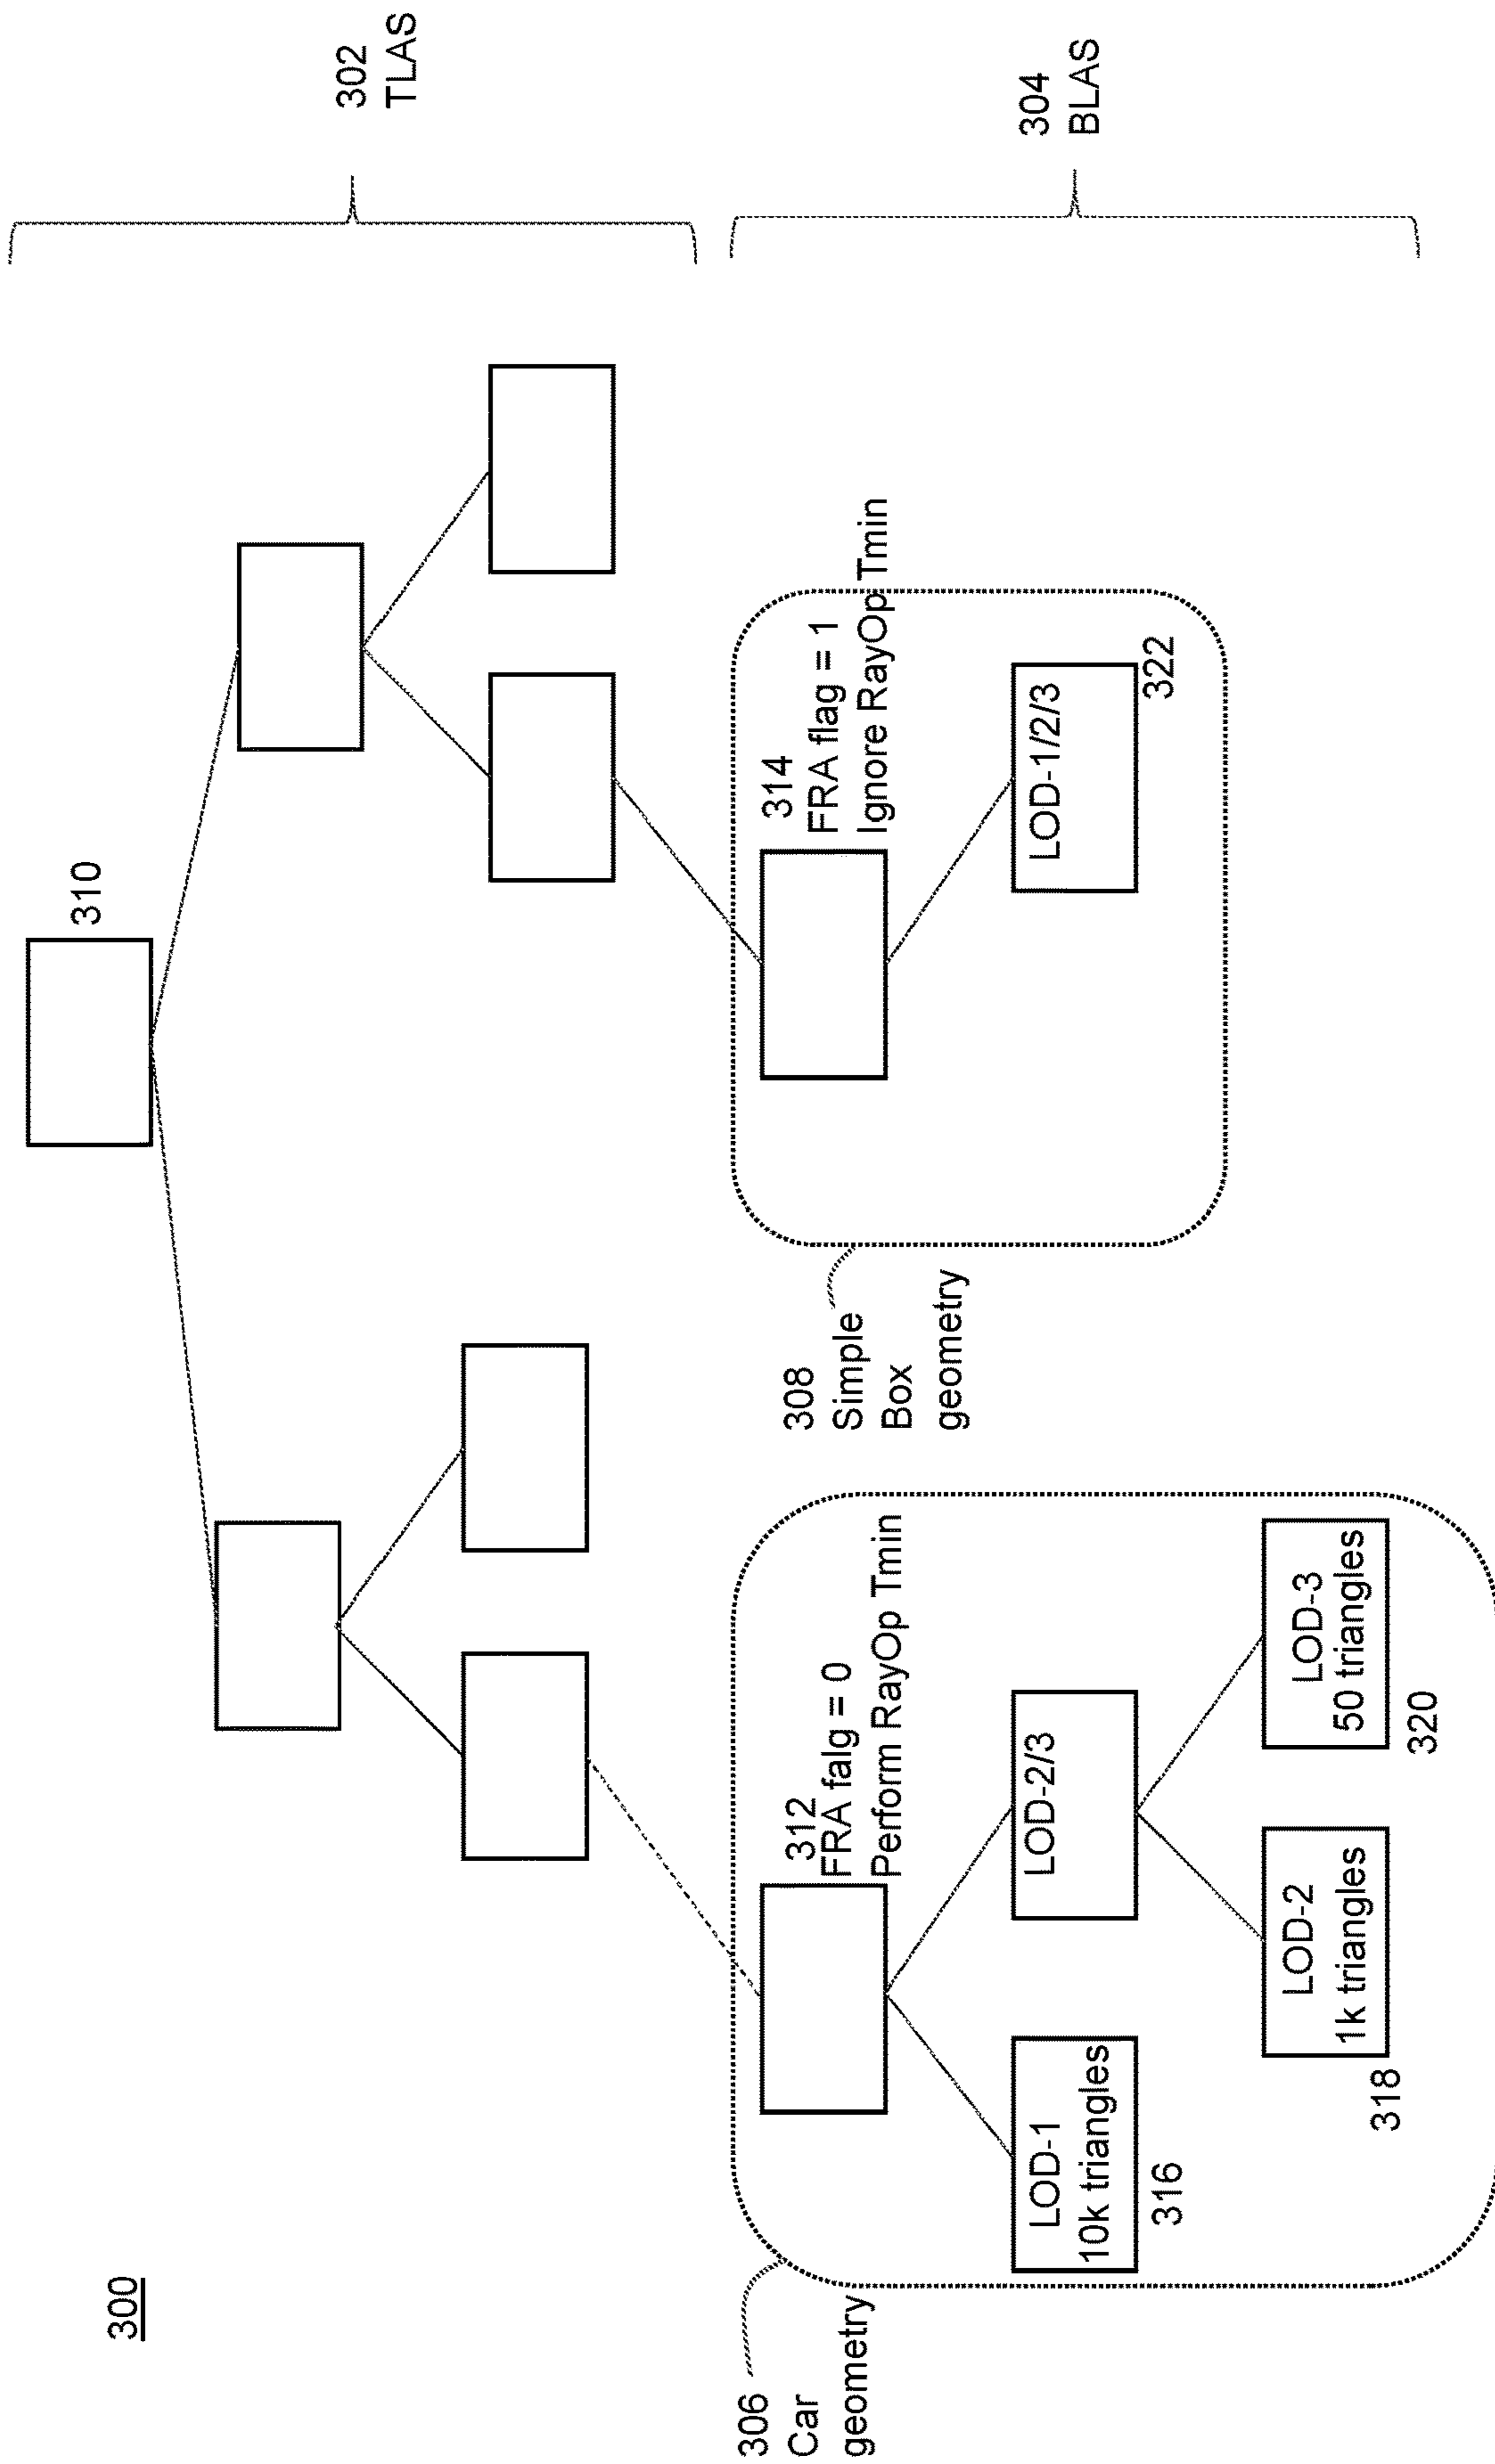 300
302
TLAS
310
304
BLAS
306
Car
geometry
312
FRA falg = 0
Perform RayOp Tmin
LOD-1
10k triangles
316
LOD-2/3
LOD-2
1k triangles
318
LOD-3
50 triangles
320
308
Simple
Box
geometry
314
FRA flag = 1
Ignore RayOp Tmin
LOD-1/2/3
322